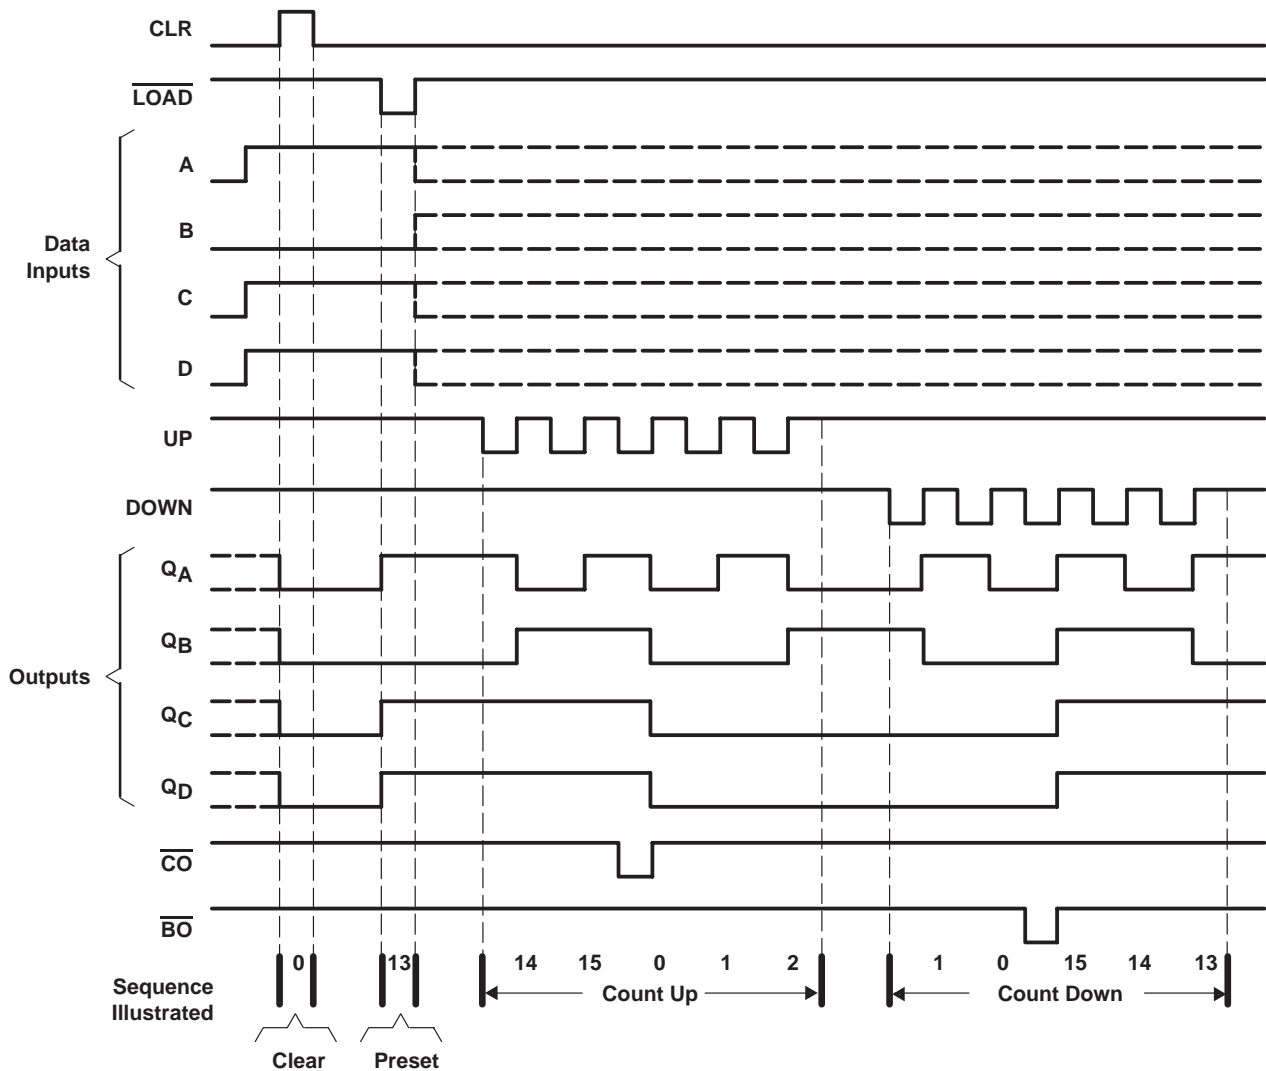 CLR
LOAD
A
B
Data
Inputs
C
D
UP
DOWN
QA
QB
Outputs
QC
QD
CO
BO
0 13 14 15 0 1 2 1 0 15 14 13
Sequence
Illustrated
Count Up Count Down
Clear Preset